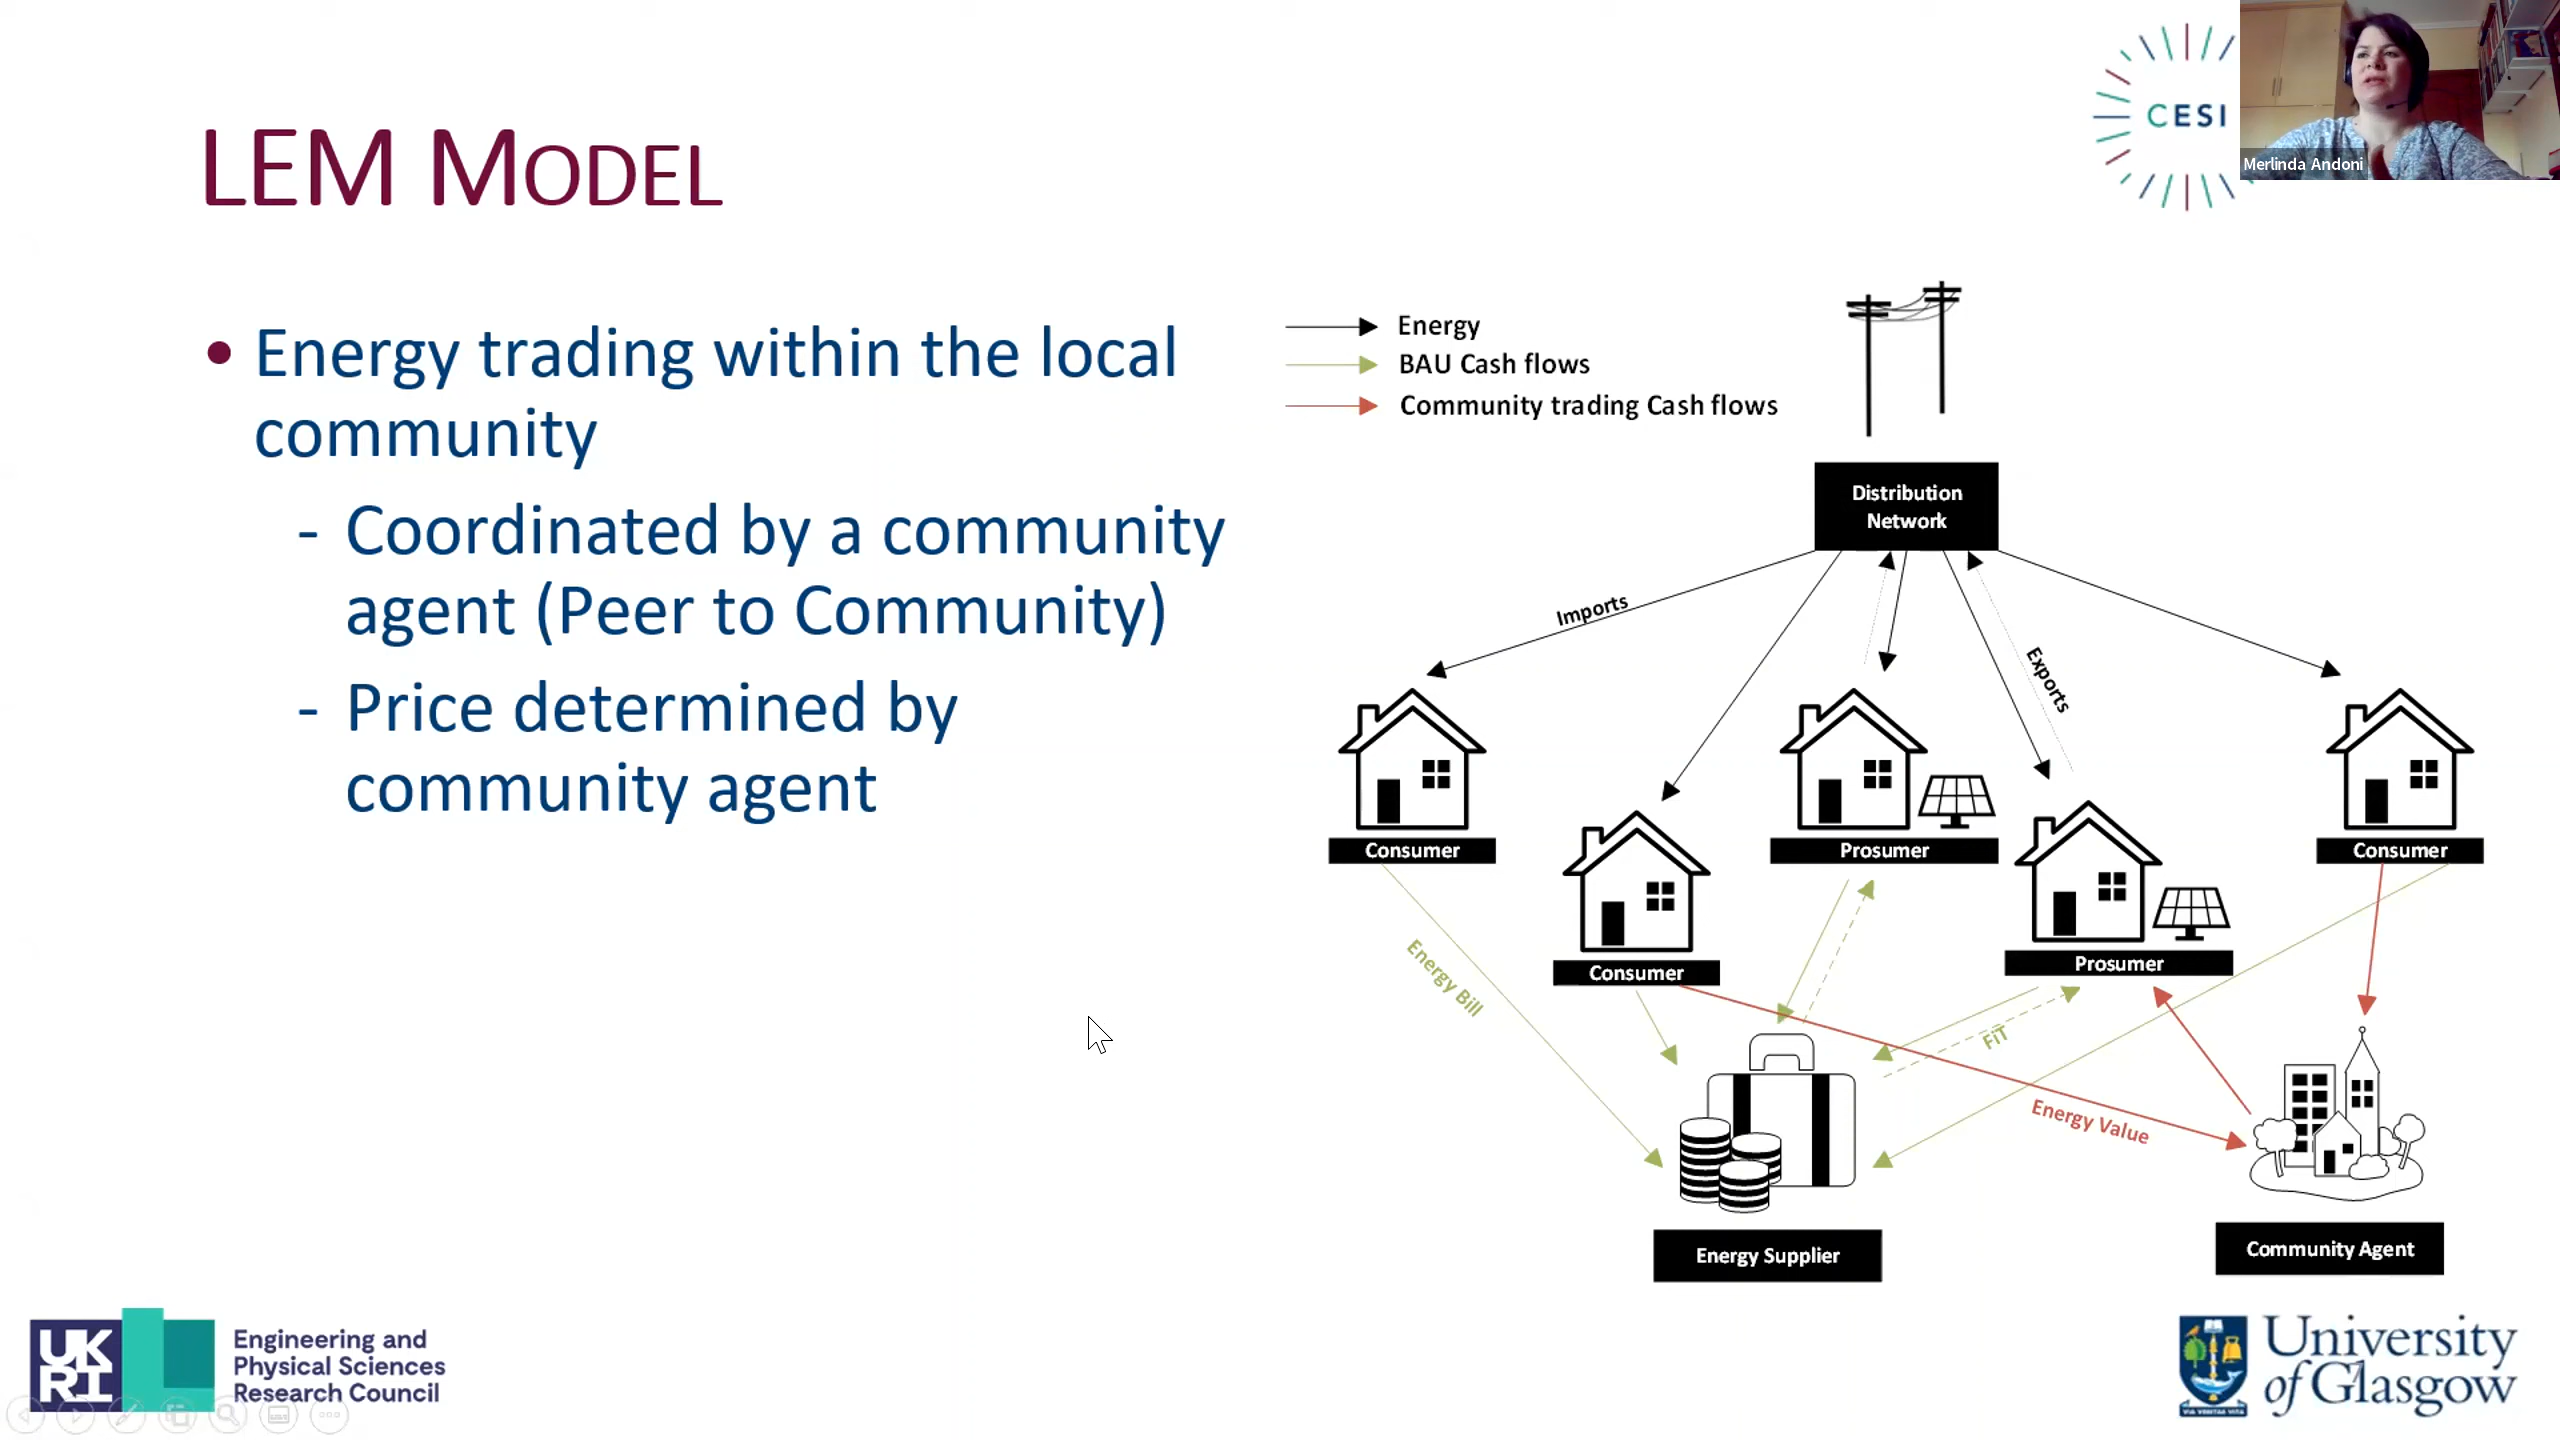 CESI
Merlinda Andoni
LEM MODEL
• Energy trading within the local
community
- Coordinated by a community
agent (Peer to Community)
- Price determined by
community agent
Energy
BAU Cash flows
Community trading Cash flows
Distribution
Network
Imports
Exports
Consumer
Prosumer
Consumer
Consumer
Prosumer
Energy Bill
FiT
Energy Value
Energy Supplier
Community Agent
UK
RI
Engineering and
Physical Sciences
Research Council
University
of Glasgow